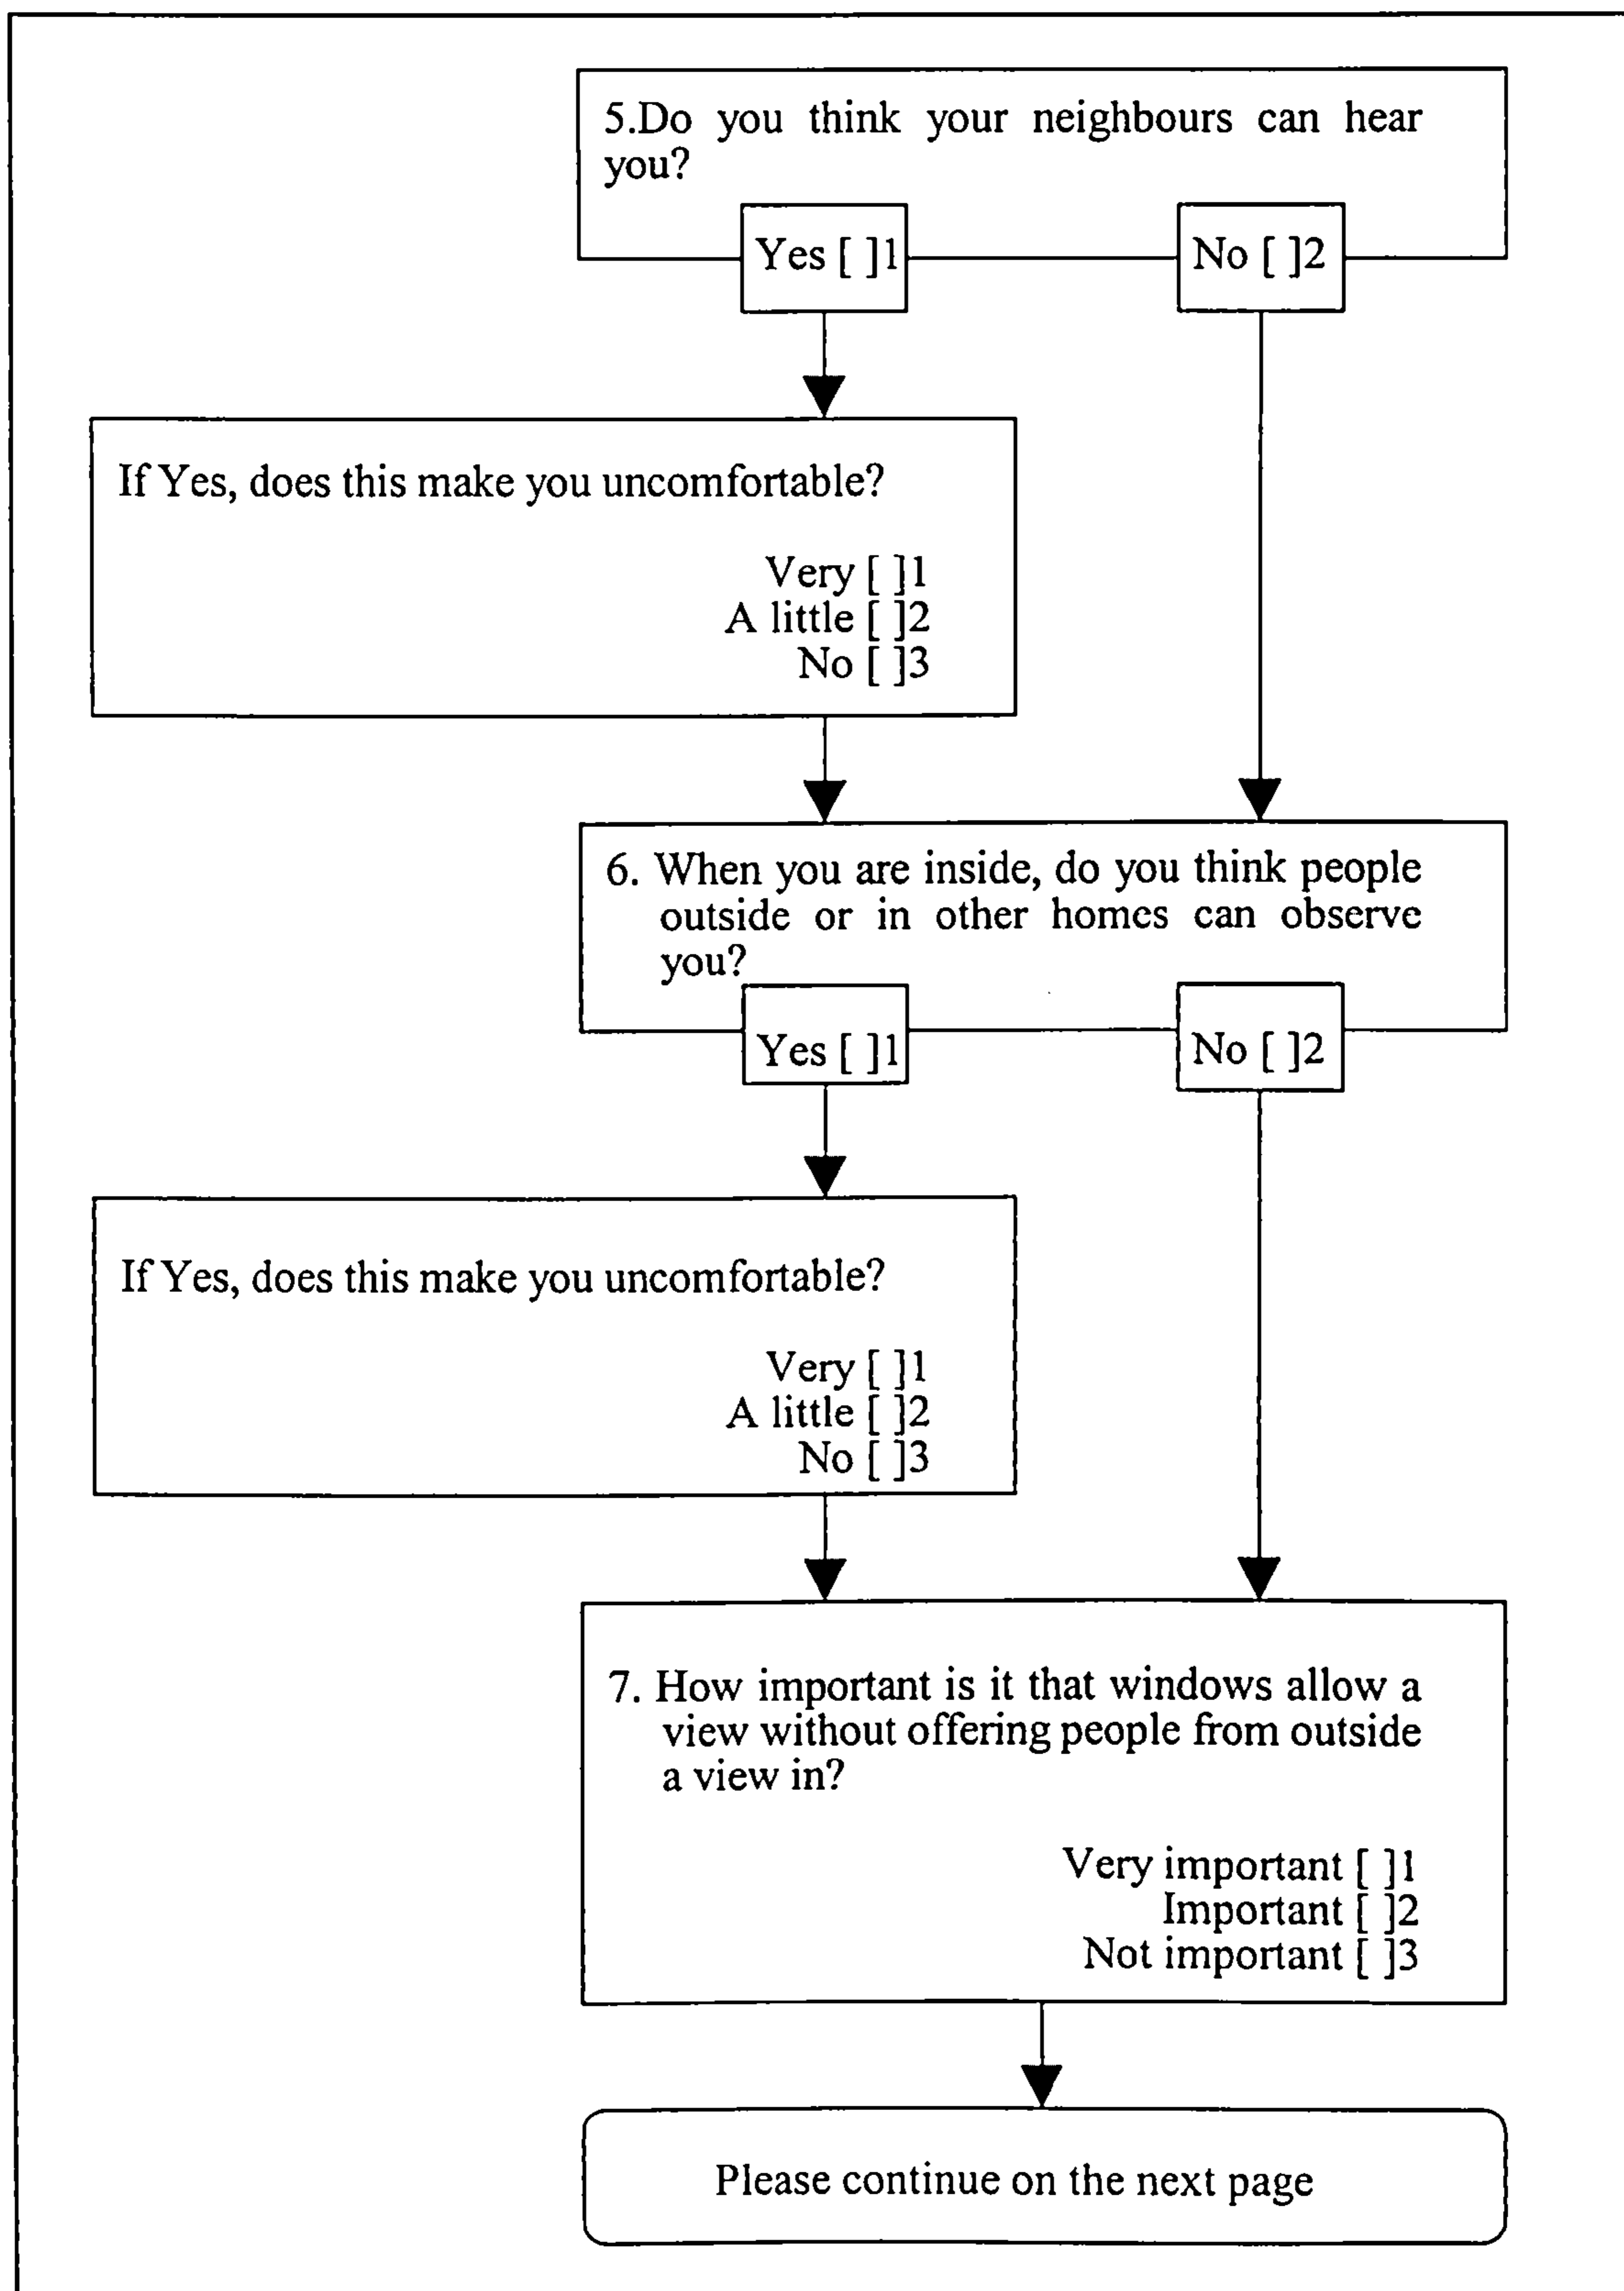 5.Do you think your neighbours can hear
you?
Yes [ ]1
No [ ]2
If Yes, does this make you uncomfortable?
Very [ ]1
A little [ ]2
No [ ]3
6. When you are inside, do you think people
outside or in other homes can observe
you?
Yes [ ]1
No [ ]2
If Yes, does this make you uncomfortable?
Very [ ]1
A little [ ]2
No [ ]3
7. How important is it that windows allow a
view without offering people from outside
a view in?
Very important [ ]1
Important [ ]2
Not important [ ]3
Please continue on the next page